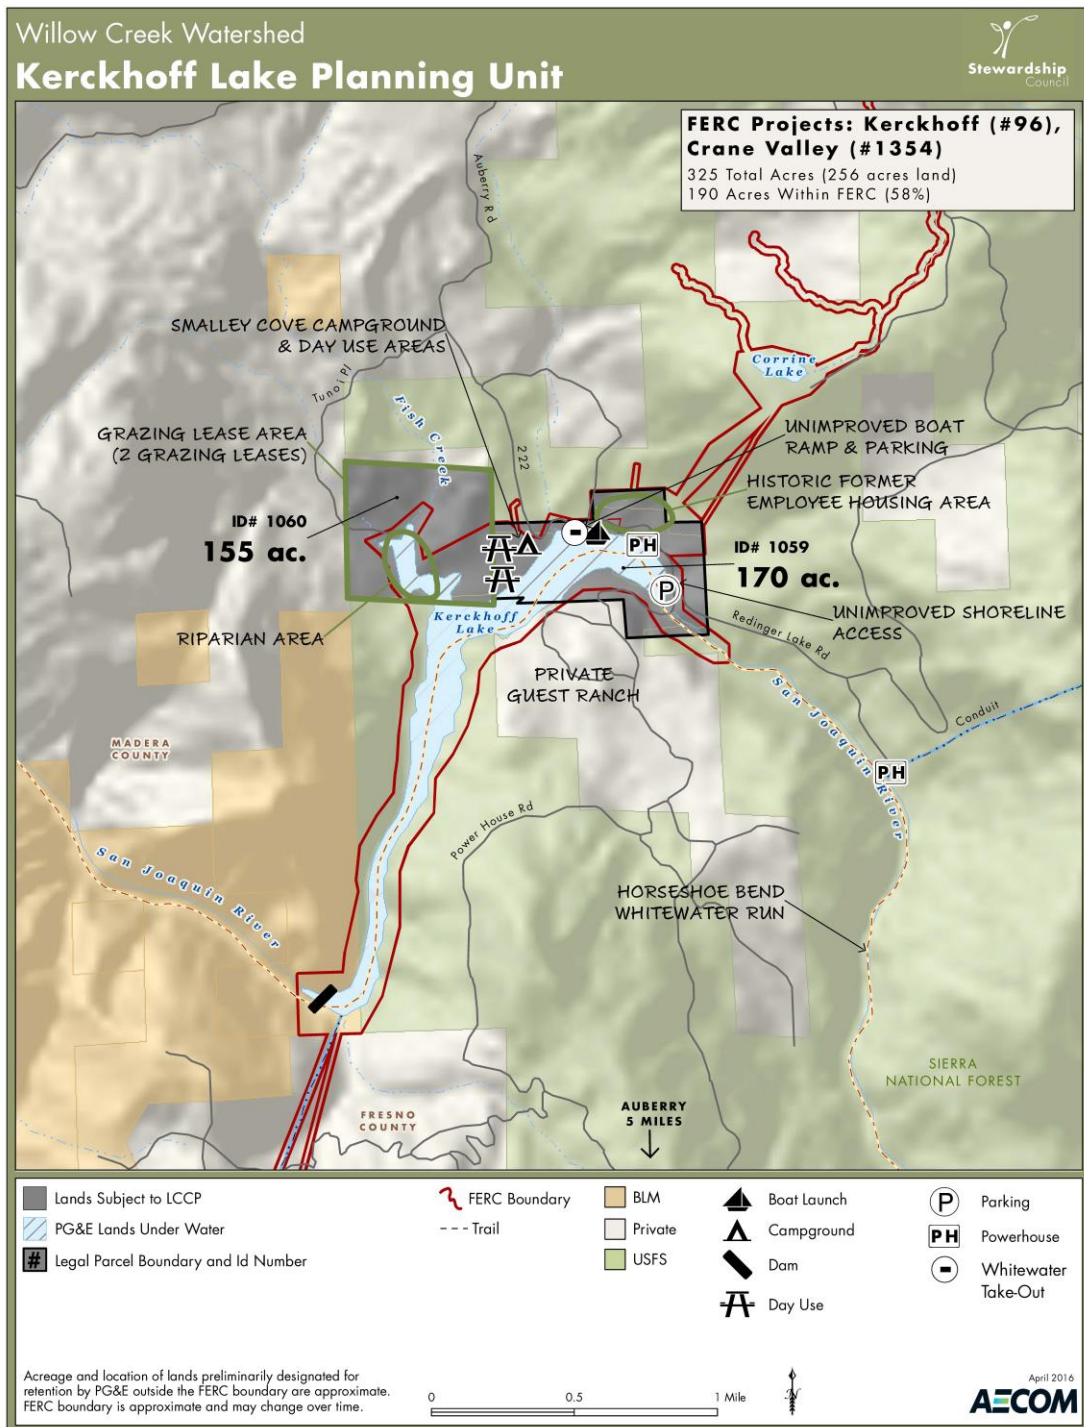 Willow Creek Watershed
Kerckhoff Lake Planning Unit
Stewardship
Council
FERC Projects: Kerckhoff (#96),
Crane Valley (#1354)
325 Total Acres (256 acres land)
190 Acres Within FERC (58%)
Auberry Rd
SMALLEY COVE CAMPGROUND
& DAY USE AREAS
Corrine
Lake
Tunoi Pl
Fish Creek
222
GRAZING LEASE AREA
(2 GRAZING LEASES)
UNIMPROVED BOAT
RAMP & PARKING
HISTORIC FORMER
EMPLOYEE HOUSING AREA
ID# 1060
155 ac.
PH
ID# 1059
170 ac.
P
RIPARIAN AREA
Kerckhoff
Lake
UNIMPROVED SHORELINE
ACCESS
Redinger Lake Rd
PRIVATE
GUEST RANCH
San Joaquin River
Conduit
MADERA
COUNTY
PH
Power House Rd
San Joaquin River
HORSESHOE BEND
WHITEWATER RUN
SIERRA
NATIONAL FOREST
FRESNO
COUNTY
AUBERRY
5 MILES
Lands Subject to LCCP
PG&E Lands Under Water
# Legal Parcel Boundary and Id Number
FERC Boundary
Trail
BLM
Private
USFS
Boat Launch
Campground
Dam
Day Use
P Parking
PH Powerhouse
Whitewater
Take-Out
Acreage and location of lands preliminarily designated for
retention by PG&E outside the FERC boundary are approximate.
FERC boundary is approximate and may change over time.
0 0.5 1 Mile
N
April 2016
AECOM